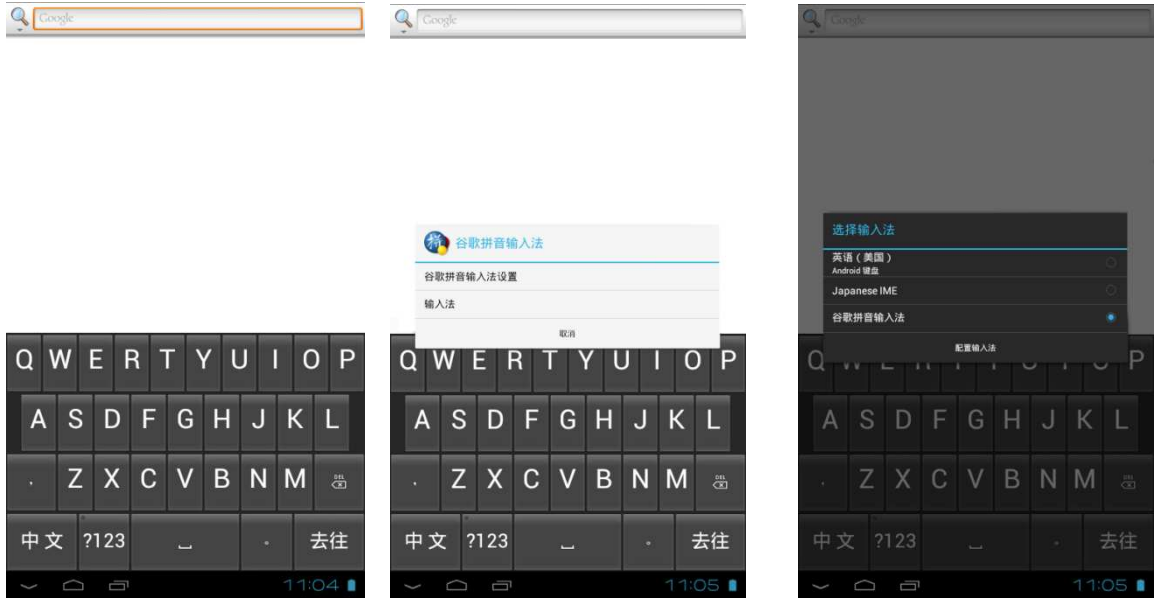 Google
Q W E R T Y U I O P
A S D F G H J K L
Z X C V B N M DEL
中文 ?123 去往
11:04
Google
谷歌拼音输入法
谷歌拼音输入法设置
输入法
取消
Q W E R T Y U I O P
A S D F G H J K L
Z X C V B N M DEL
中文 ?123 去往
11:05
Google
选择输入法
英语（美国）
Android 键盘
Japanese IME
谷歌拼音输入法
配置输入法
Q W E R T Y U I O P
A S D F G H J K L
Z X C V B N M DEL
中文 ?123 去往
11:05